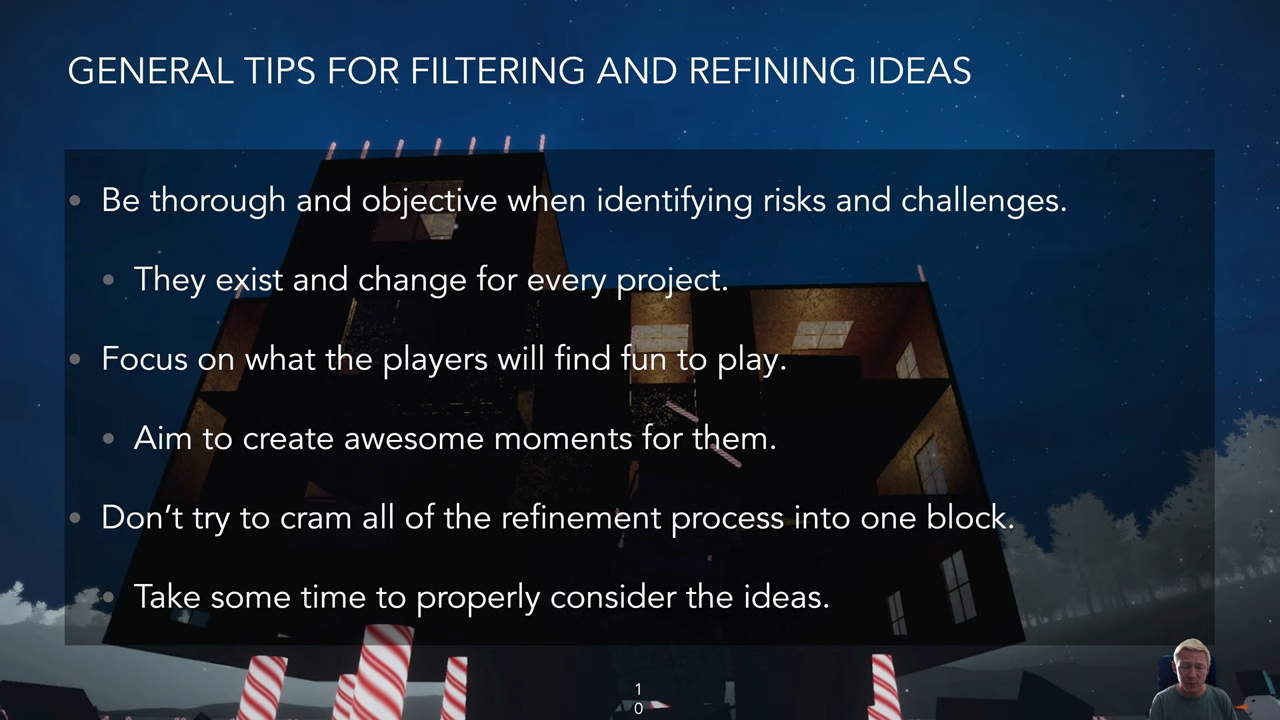 GENERAL TIPS FOR FILTERING AND REFINING IDEAS
• Be thorough and objective when identifying risks and challenges.
• They exist and change for every project.
• Focus on what the players will find fun to play.
• Aim to create awesome moments for them.
• Don’t try to cram all of the refinement process into one block.
• Take some time to properly consider the ideas.
1
0